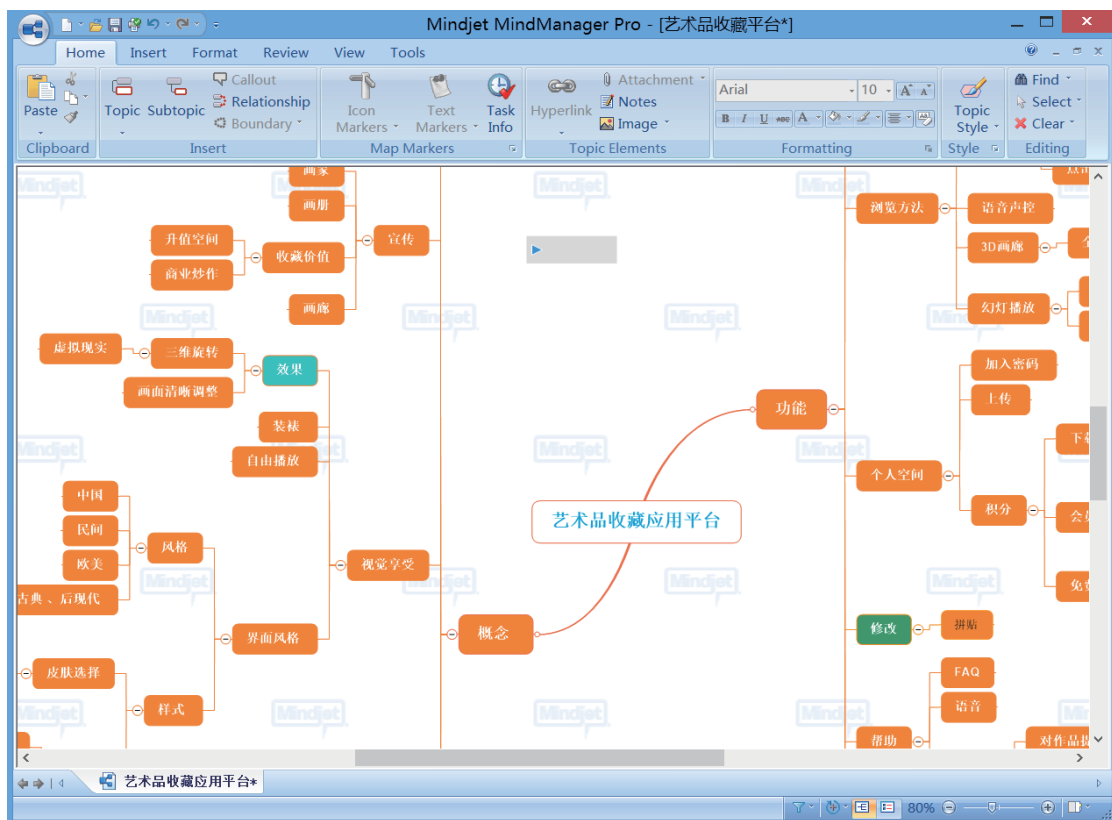 Mindjet MindManager Pro - [艺术品收藏平台*]
Home Insert Format Review View Tools
Paste
Clipboard
Topic Subtopic
Callout
Relationship
Boundary
Insert
Icon Markers
Text Markers
Task Info
Map Markers
Hyperlink
Attachment
Notes
Image
Topic Elements
Arial 10
B I U
Formatting
Topic Style
Style
Find
Select
Clear
Editing
画家
画册
宣传
升值空间
收藏价值
商业炒作
画廊
虚拟现实
三维旋转
效果
画面清晰调整
装裱
自由播放
中国
民间
风格
欧美
古典、后现代
视觉享受
界面风格
皮肤选择
样式
概念
艺术品收藏应用平台
功能
浏览方法
语音声控
3D画廊
幻灯播放
加入密码
上传
个人空间
积分
修改
拼贴
FAQ
语音
帮助
对作品
Mindjet
艺术品收藏应用平台*
80%